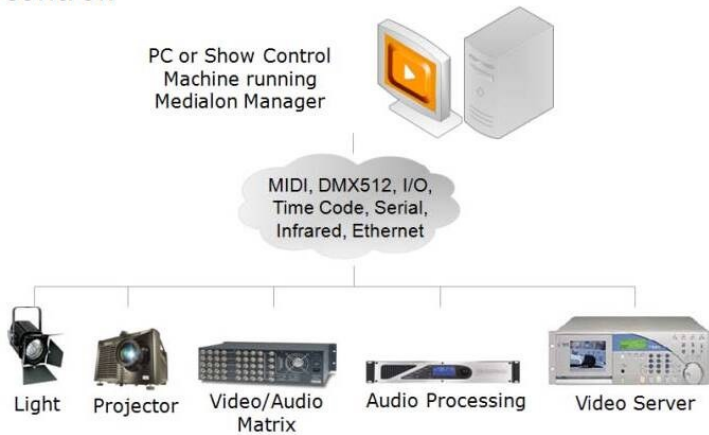 PC or Show Control
Machine running
Medialon Manager
MIDI, DMX512, I/O,
Time Code, Serial,
Infrared, Ethernet
Light
Projector
Video/Audio
Matrix
Audio Processing
Video Server